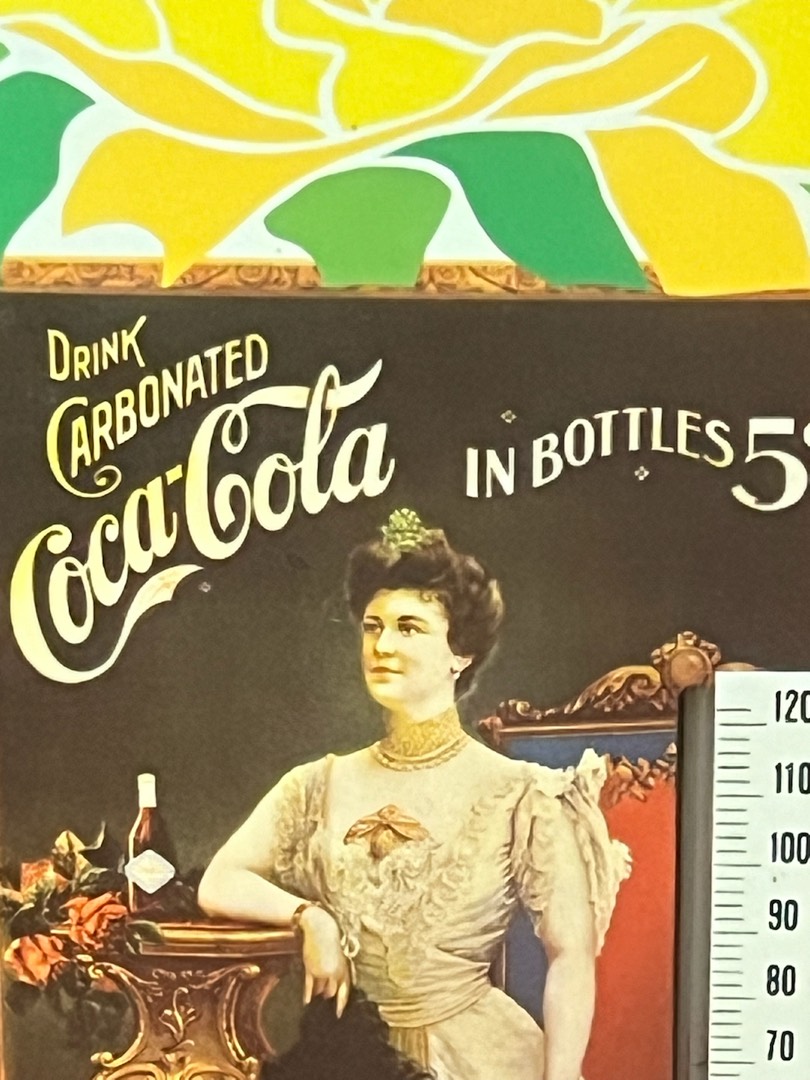 DRINK
CARBONATED
Coca-Cola
IN BOTTLES 5¢
120
110
100
90
80
70